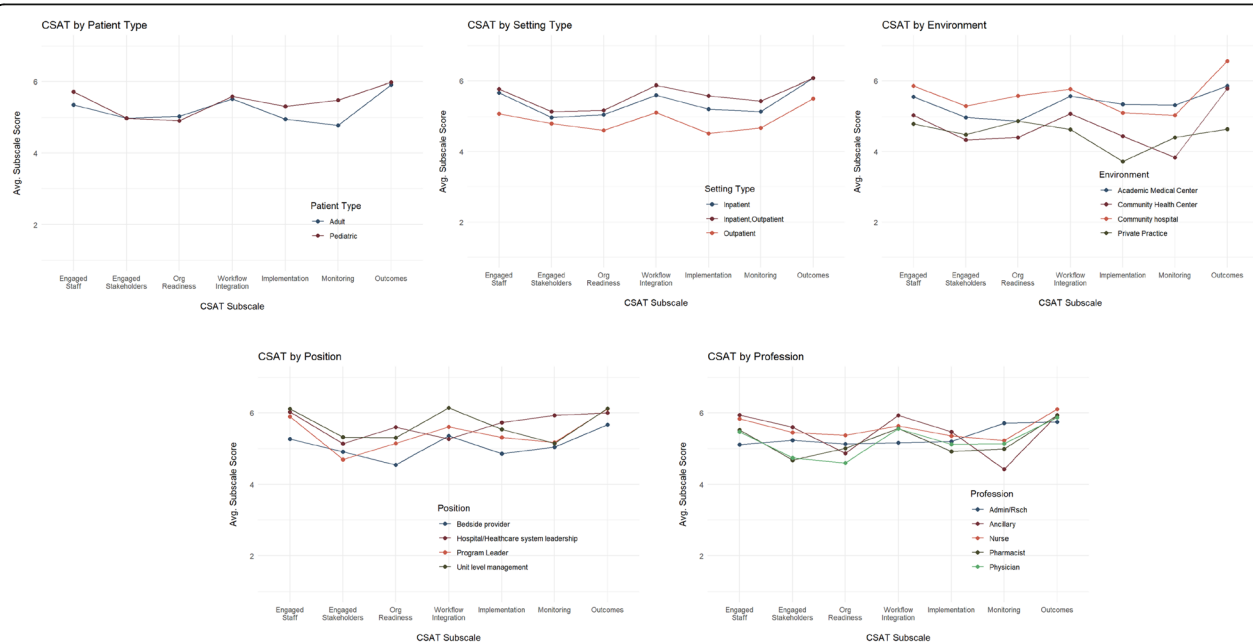 CSAT by Patient Type
Avg. Subscale Score
6
4
2
Patient Type
Adult
Pediatric
Engaged Staff
Engaged Stakeholders
Org Readiness
Workflow Integration
Implementation
Monitoring
Outcomes
CSAT Subscale
CSAT by Setting Type
Avg. Subscale Score
6
4
2
Setting Type
Inpatient
Inpatient,Outpatient
Outpatient
Engaged Staff
Engaged Stakeholders
Org Readiness
Workflow Integration
Implementation
Monitoring
Outcomes
CSAT Subscale
CSAT by Environment
Avg. Subscale Score
6
4
2
Environment
Academic Medical Center
Community Health Center
Community hospital
Private Practice
Engaged Staff
Engaged Stakeholders
Org Readiness
Workflow Integration
Implementation
Monitoring
Outcomes
CSAT Subscale
CSAT by Position
Avg. Subscale Score
6
4
2
Position
Bedside provider
Hospital/Healthcare system leadership
Program Leader
Unit level management
Engaged Staff
Engaged Stakeholders
Org Readiness
Workflow Integration
Implementation
Monitoring
Outcomes
CSAT Subscale
CSAT by Profession
Avg. Subscale Score
6
4
2
Profession
Admin/Rsch
Ancillary
Nurse
Pharmacist
Physician
Engaged Staff
Engaged Stakeholders
Org Readiness
Workflow Integration
Implementation
Monitoring
Outcomes
CSAT Subscale